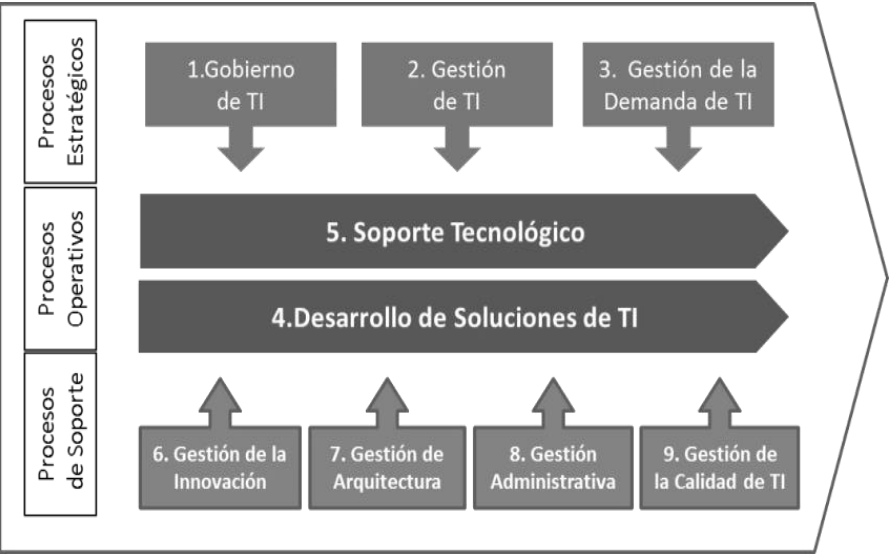 Procesos
Estratégicos
1.Gobierno
de TI
2. Gestión
de TI
3. Gestión de la
Demanda de TI
Procesos
Operativos
5. Soporte Tecnológico
4.Desarrollo de Soluciones de TI
Procesos
de Soporte
6. Gestión de la
Innovación
7. Gestión de
Arquitectura
8. Gestión
Administrativa
9. Gestión de
la Calidad de TI